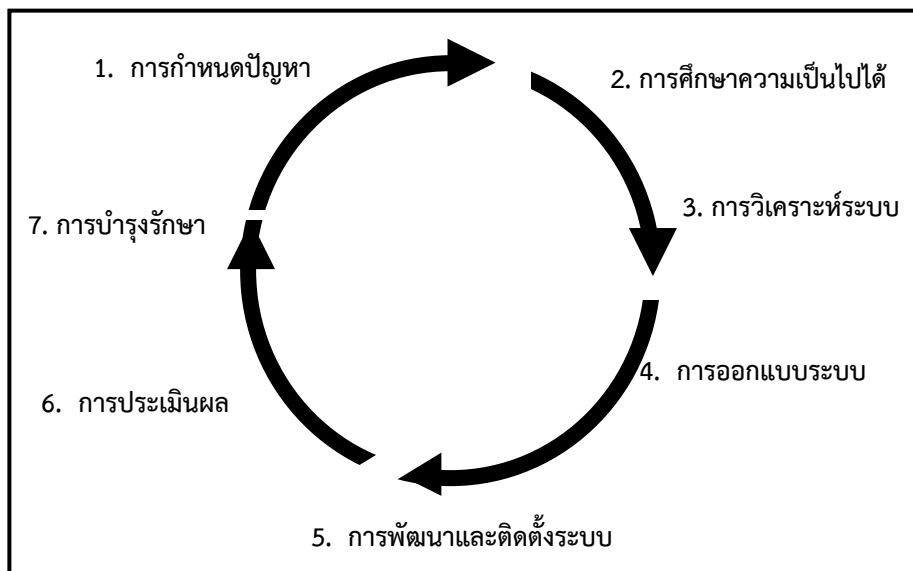 1. การกำหนดปัญหา
2. การศึกษาความเป็นไปได้
3. การวิเคราะห์ระบบ
4. การออกแบบระบบ
5. การพัฒนาและติดตั้งระบบ
6. การประเมินผล
7. การบำรุงรักษา